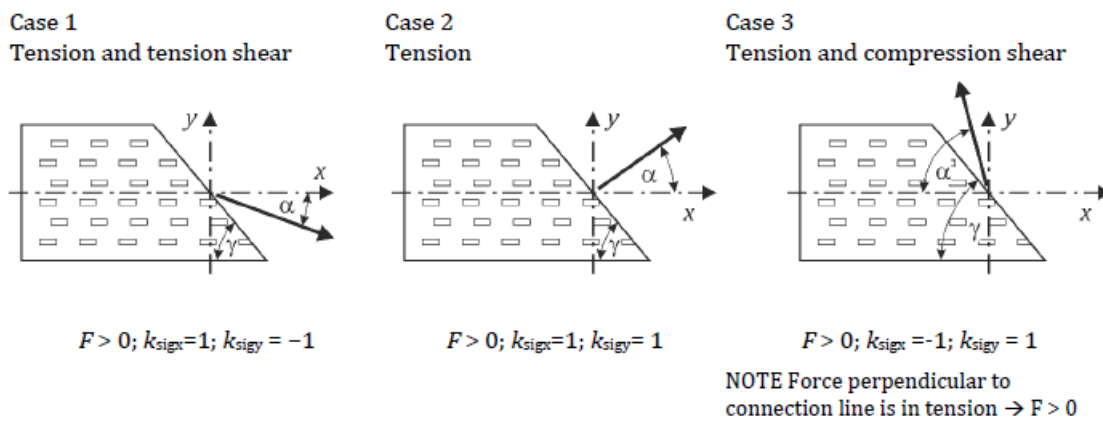 Case 1
Tension and tension shear
y
x
α
γ
F > 0; ksigx=1; ksigy = −1
Case 2
Tension
y
α
x
γ
F > 0; ksigx=1; ksigy= 1
Case 3
Tension and compression shear
y
α
x
γ
F > 0; ksigx =-1; ksigy = 1
NOTE Force perpendicular to
connection line is in tension → F > 0